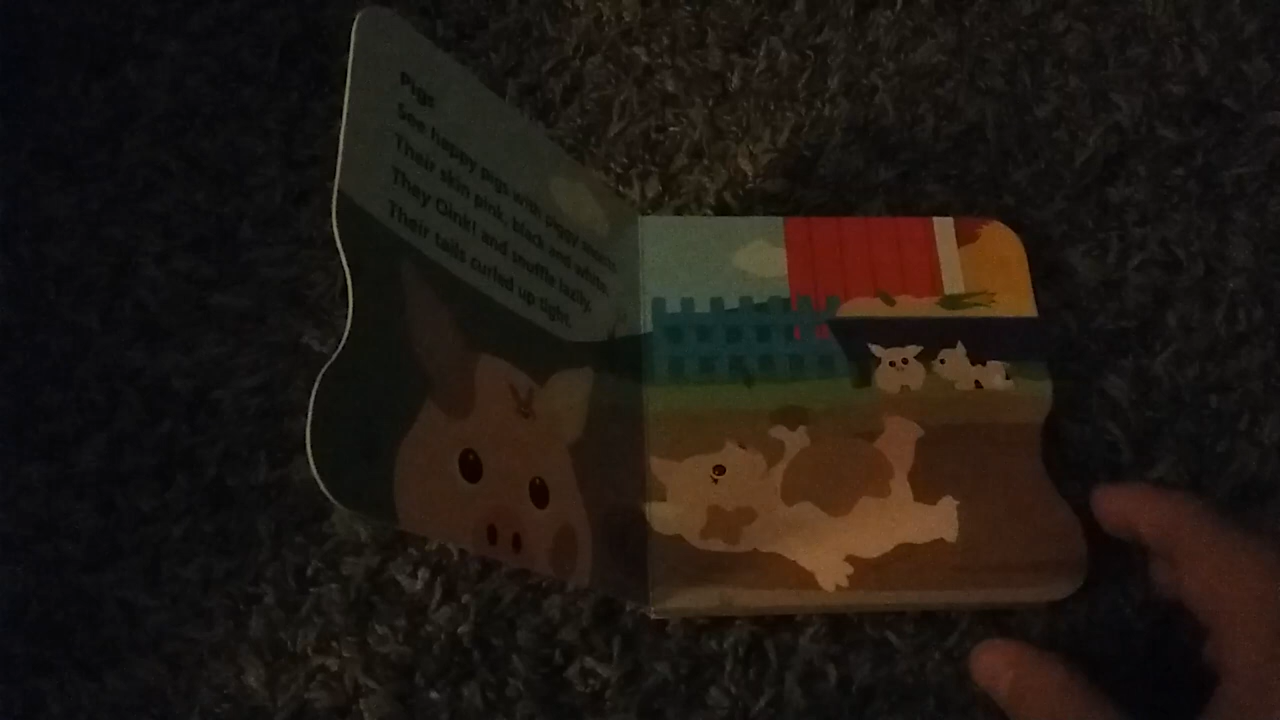 Pigs
See happy pigs with piggy snouts
Their skin pink, black and white.
They Oink! and snuffle lazily,
Their tails curled up tight.